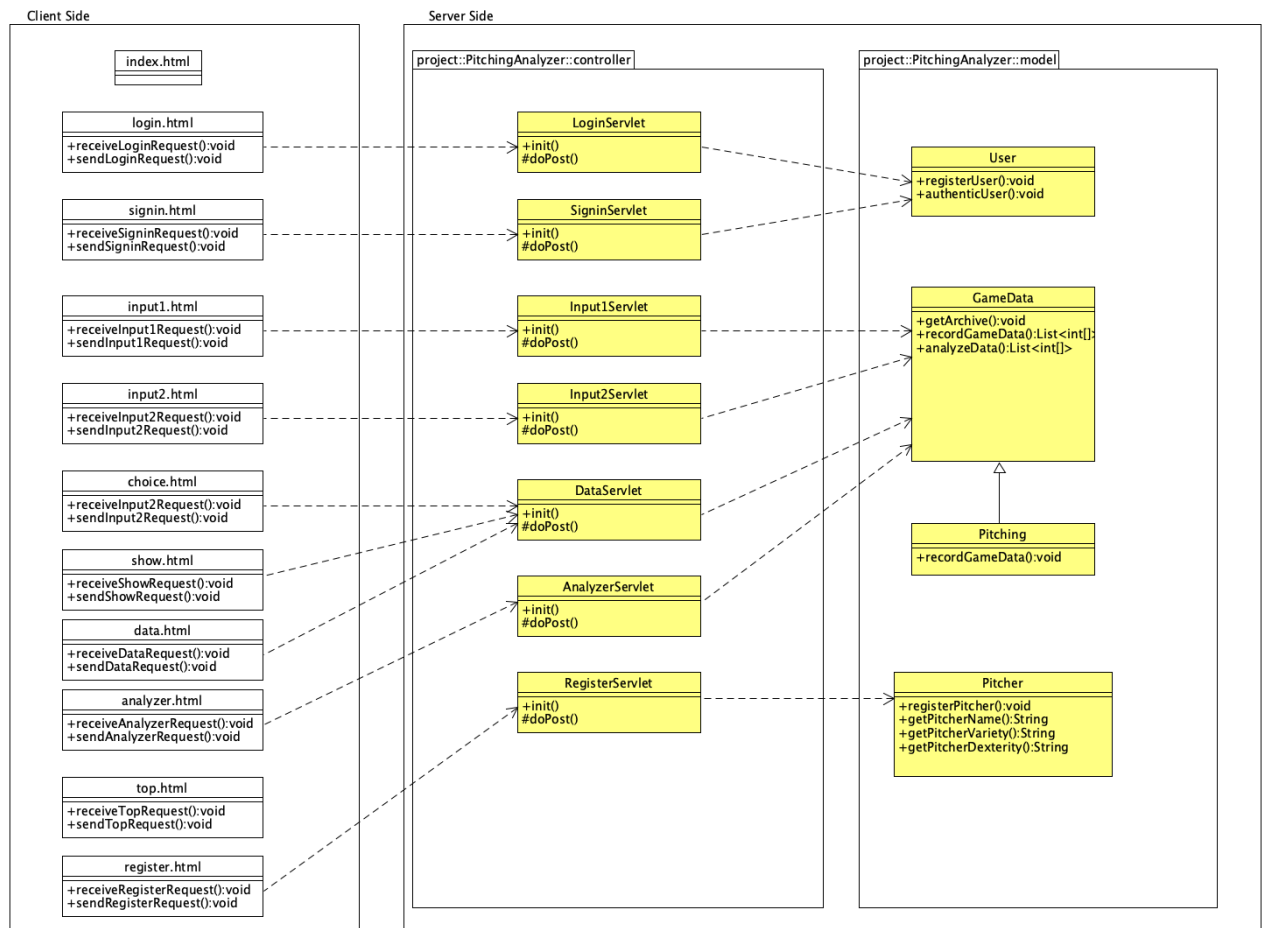 Client Side
index.html
login.html
+receiveLoginRequest():void
+sendLoginRequest():void
signin.html
+receiveSigninRequest():void
+sendSigninRequest():void
input1.html
+receiveInput1Request():void
+sendInput1Request():void
input2.html
+receiveInput2Request():void
+sendInput2Request():void
choice.html
+receiveInput2Request():void
+sendInput2Request():void
show.html
+receiveShowRequest():void
+sendShowRequest():void
data.html
+receiveDataRequest():void
+sendDataRequest():void
analyzer.html
+receiveAnalyzerRequest():void
+sendAnalyzerRequest():void
top.html
+receiveTopRequest():void
+sendTopRequest():void
register.html
+receiveRegisterRequest():void
+sendRegisterRequest():void
Server Side
project::PitchingAnalyzer::controller
LoginServlet
+init()
#doPost()
SigninServlet
+init()
#doPost()
Input1Servlet
+init()
#doPost()
Input2Servlet
+init()
#doPost()
DataServlet
+init()
#doPost()
AnalyzerServlet
+init()
#doPost()
RegisterServlet
+init()
#doPost()
project::PitchingAnalyzer::model
User
+registerUser():void
+authenticUser():void
GameData
+getArchive():void
+recordGameData():List<int[]>
+analyzeData():List<int[]>
Pitching
+recordGameData():void
Pitcher
+registerPitcher():void
+getPitcherName():String
+getPitcherVariety():String
+getPitcherDexterity():String